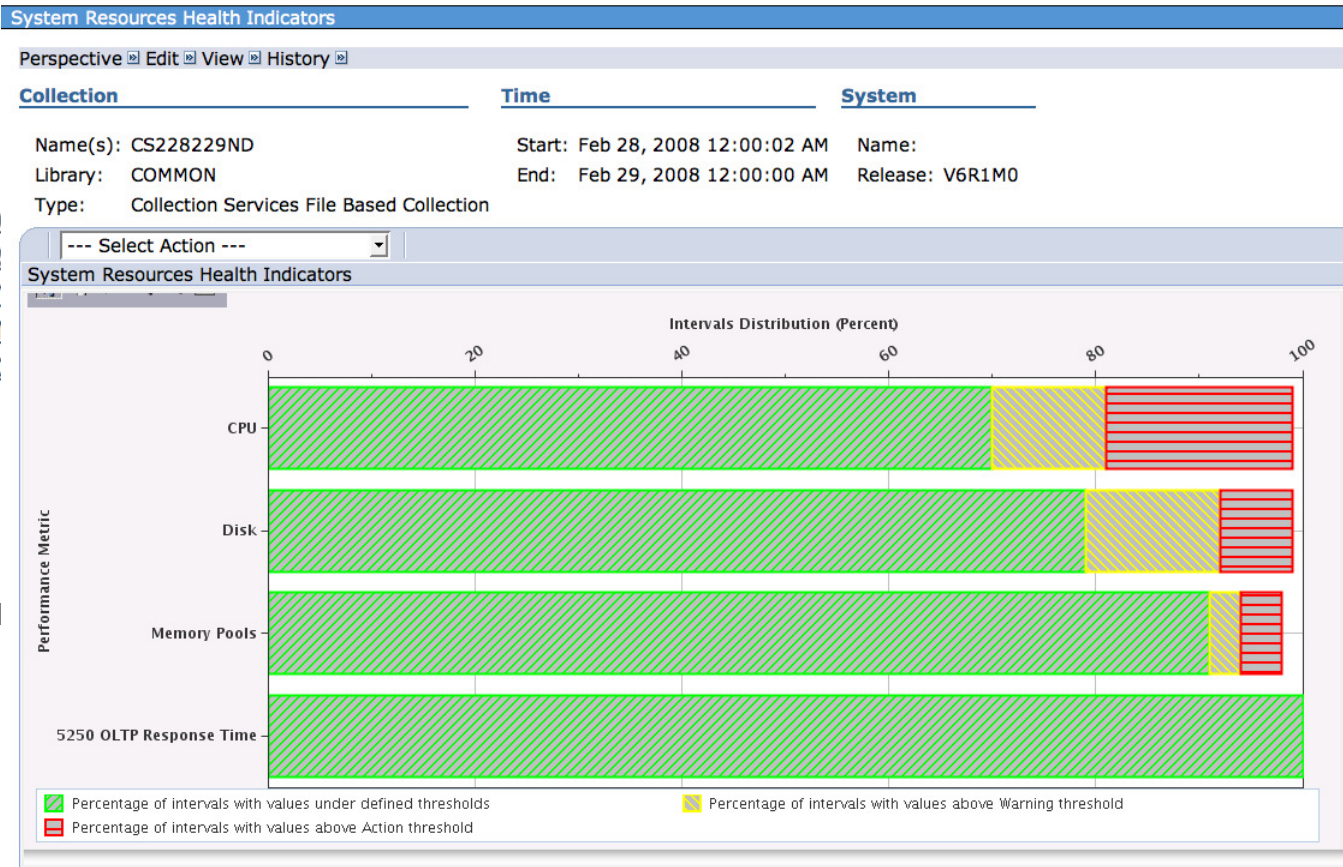 System Resources Health Indicators
Perspective Edit View History
Collection Time System
Name(s): CS228229ND Start: Feb 28, 2008 12:00:02 AM Name:
Library: COMMON End: Feb 29, 2008 12:00:00 AM Release: V6R1M0
Type: Collection Services File Based Collection
--- Select Action ---
System Resources Health Indicators
Intervals Distribution (Percent)
0 20 40 60 80 100
Performance Metric
CPU
Disk
Memory Pools
5250 OLTP Response Time
Percentage of intervals with values under defined thresholds Percentage of intervals with values above Warning threshold
Percentage of intervals with values above Action threshold